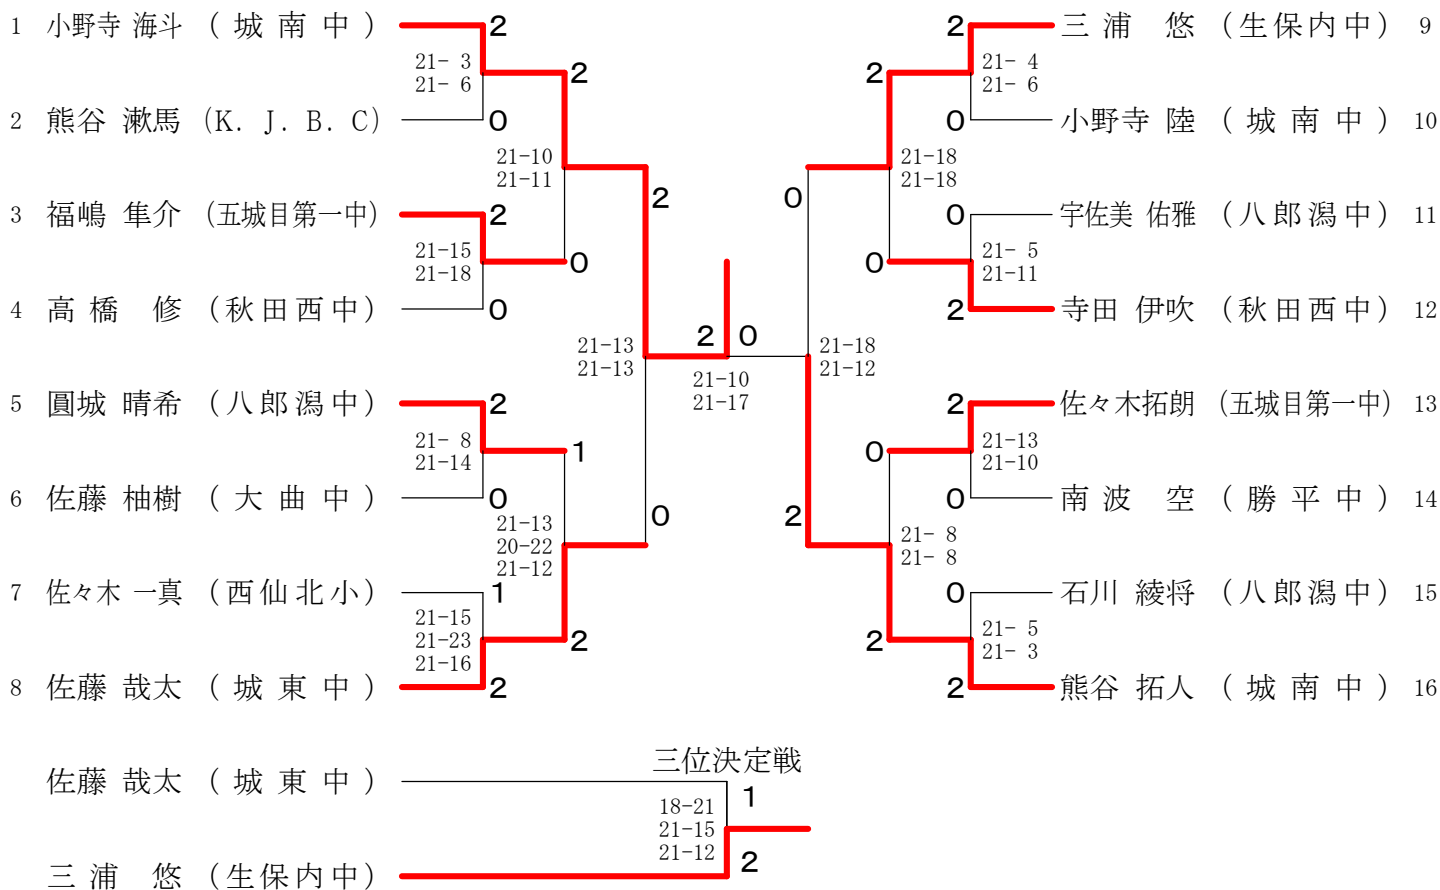 1 小野寺 海斗 （ 城 南 中 ） 2
21- 3
21- 6
2
2 熊谷 漱馬 （K. J. B. C） 0
21-10
21-11
2
3 福嶋 隼介 （五城目第一中） 2
21-15
21-18
0
4 高 橋 修 （秋田西中） 0
21-13
21-13
5 圓城 晴希 （八郎潟中） 2
21- 8
21-14
1
6 佐藤 柚樹 （ 大 曲 中 ） 0
21-13
20-22
21-12
0
7 佐々木 一真 （西仙北小） 1
21-15
21-23
21-16
2
8 佐藤 哉太 （ 城 東 中 ） 2
2 0
21-10
21-17
2 三 浦 悠 （生保内中） 9
21- 4
21- 6
2
0 小野寺 陸 （ 城 南 中 ） 10
21-18
21-18
0
0 宇佐美 佑雅 （八郎潟中） 11
21- 5
21-11
0
2 寺田 伊吹 （秋田西中） 12
21-18
21-12
2 佐々木拓朗 （五城目第一中） 13
21-13
21-10
0
0 南 波 空 （ 勝 平 中 ） 14
21- 8
21- 8
2
0 石川 綾将 （八郎潟中） 15
21- 5
21- 3
2
2 熊谷 拓人 （ 城 南 中 ） 16
三位決定戦
佐藤 哉太 （ 城 東 中 ） 1
18-21
21-15
21-12
三 浦 悠 （生保内中） 2